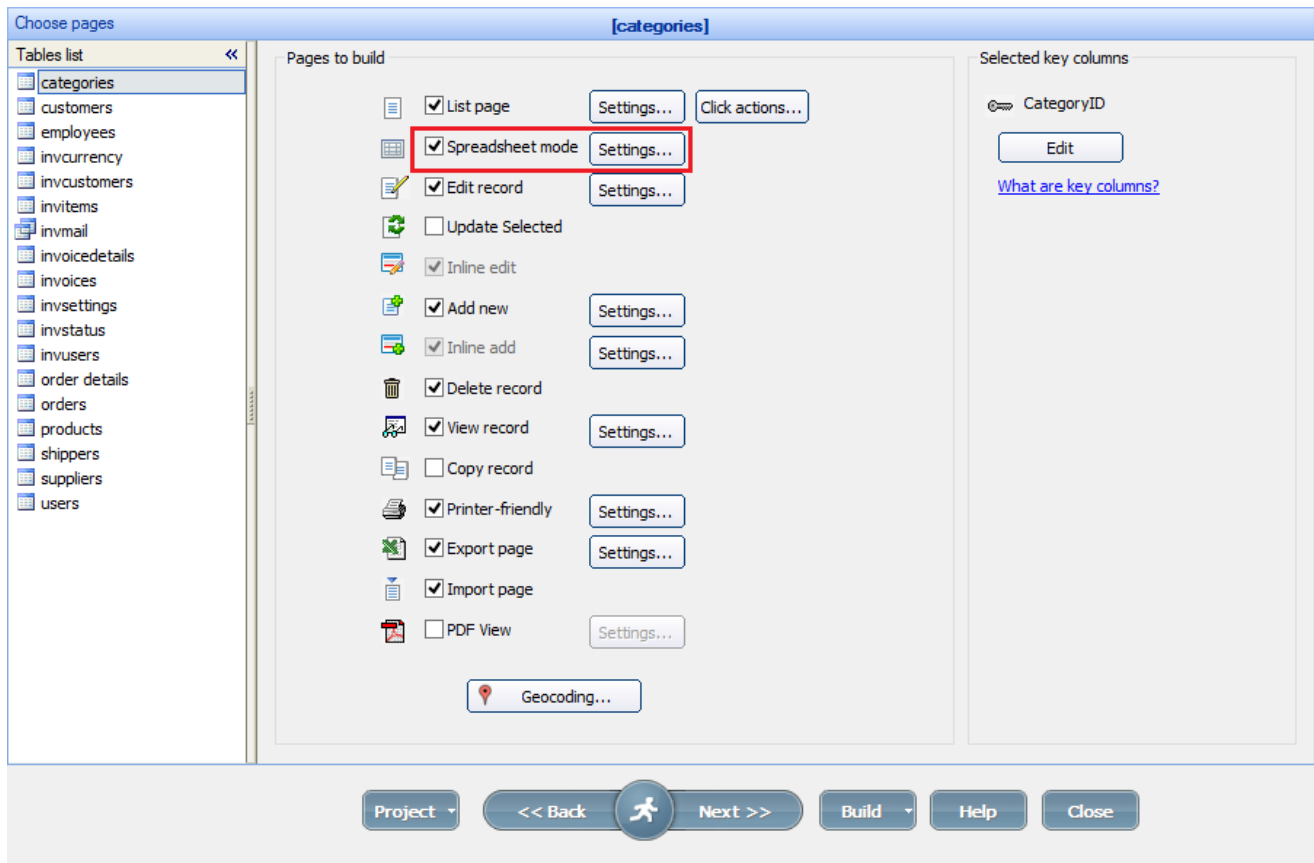 Choose pages
[categories]
Tables list
«
categories
customers
employees
invcurrency
invcustomers
invitems
invmail
invoicedetails
invoices
invsettings
invstatus
invusers
order details
orders
products
shippers
suppliers
users
Pages to build
List page Settings... Click actions...
Spreadsheet mode Settings...
Edit record Settings...
Update Selected
Inline edit
Add new Settings...
Inline add Settings...
Delete record
View record Settings...
Copy record
Printer-friendly Settings...
Export page Settings...
Import page
PDF View Settings...
Geocoding...
Selected key columns
CategoryID
Edit
What are key columns?
Project << Back Next >> Build Help Close